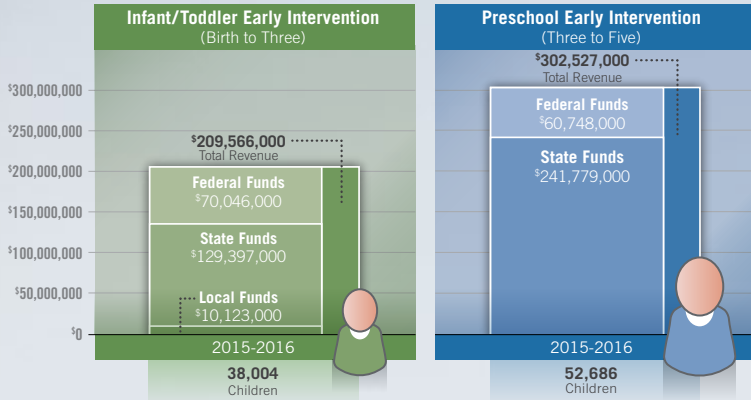 Infant/Toddler Early Intervention
(Birth to Three)
Preschool Early Intervention
(Three to Five)
$300,000,000
$250,000,000
$200,000,000
$150,000,000
$100,000,000
$50,000,000
$0
$209,566,000
Total Revenue
Federal Funds
$70,046,000
State Funds
$129,397,000
Local Funds
$10,123,000
2015-2016
38,004
Children
$302,527,000
Total Revenue
Federal Funds
$60,748,000
State Funds
$241,779,000
2015-2016
52,686
Children